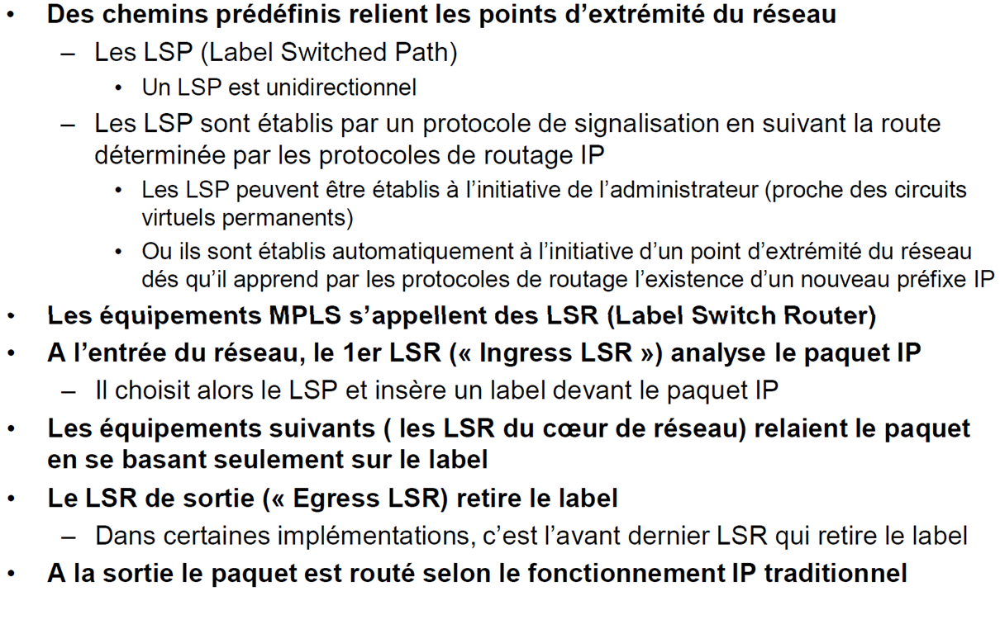 • Des chemins prédéfinis relient les points d’extrémité du réseau
– Les LSP (Label Switched Path)
• Un LSP est unidirectionnel
– Les LSP sont établis par un protocole de signalisation en suivant la route
déterminée par les protocoles de routage IP
• Les LSP peuvent être établis à l’initiative de l’administrateur (proche des circuits
virtuels permanents)
• Ou ils sont établis automatiquement à l’initiative d’un point d’extrémité du réseau
dés qu’il apprend par les protocoles de routage l’existence d’un nouveau préfixe IP
• Les équipements MPLS s’appellent des LSR (Label Switch Router)
• A l’entrée du réseau, le 1er LSR (« Ingress LSR ») analyse le paquet IP
– Il choisit alors le LSP et insère un label devant le paquet IP
• Les équipements suivants ( les LSR du cœur de réseau) relaient le paquet
en se basant seulement sur le label
• Le LSR de sortie (« Egress LSR) retire le label
– Dans certaines implémentations, c’est l’avant dernier LSR qui retire le label
• A la sortie le paquet est routé selon le fonctionnement IP traditionnel